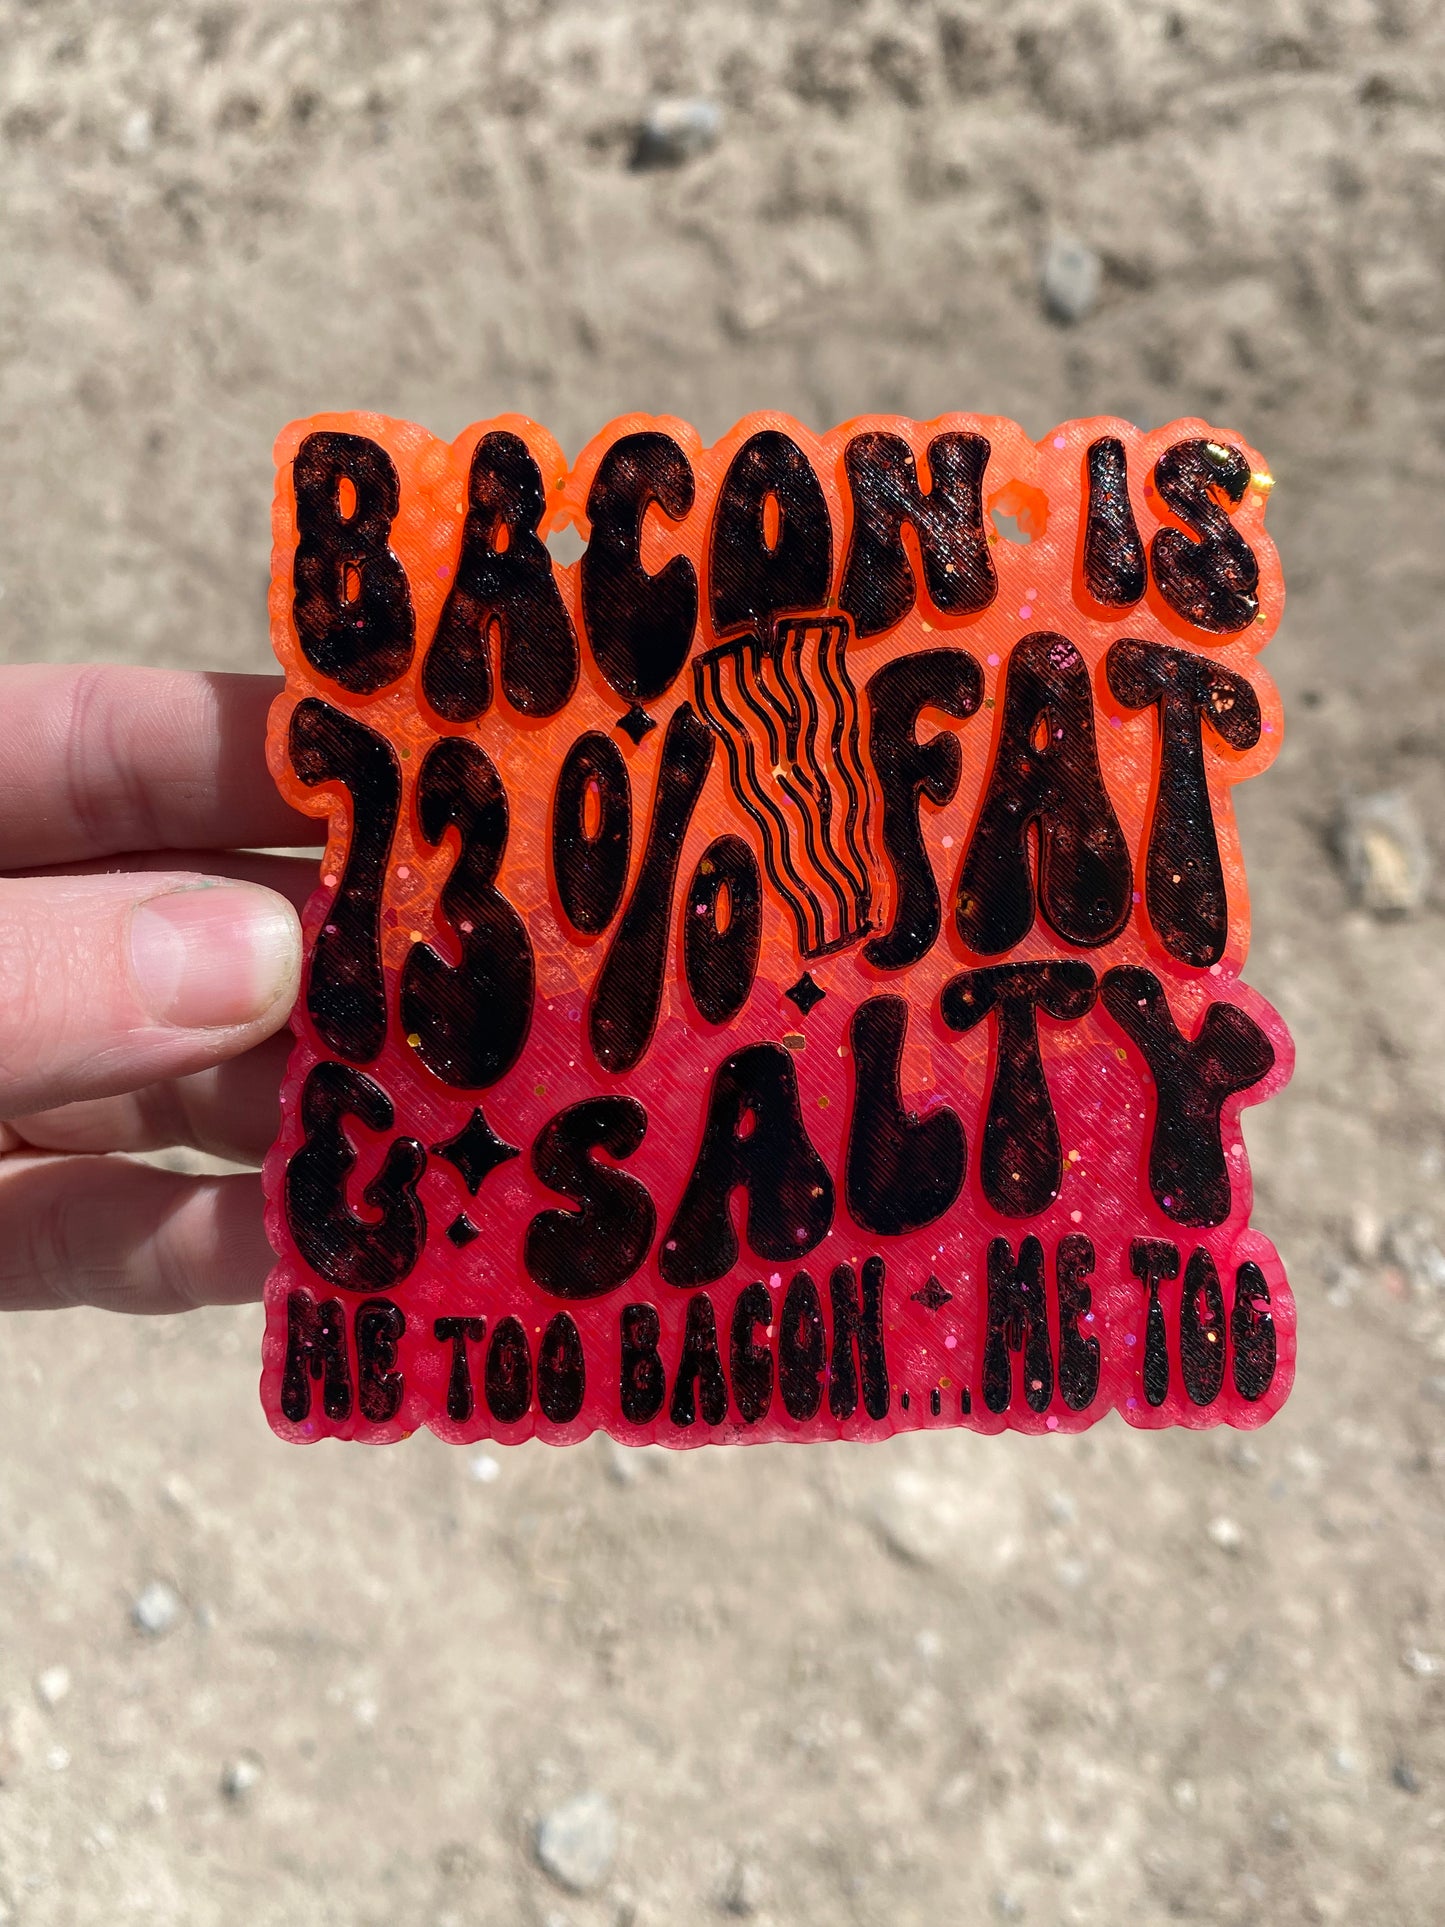 BACON IS
73% FAT
& SALTY
ME TOO BACON....ME TOO